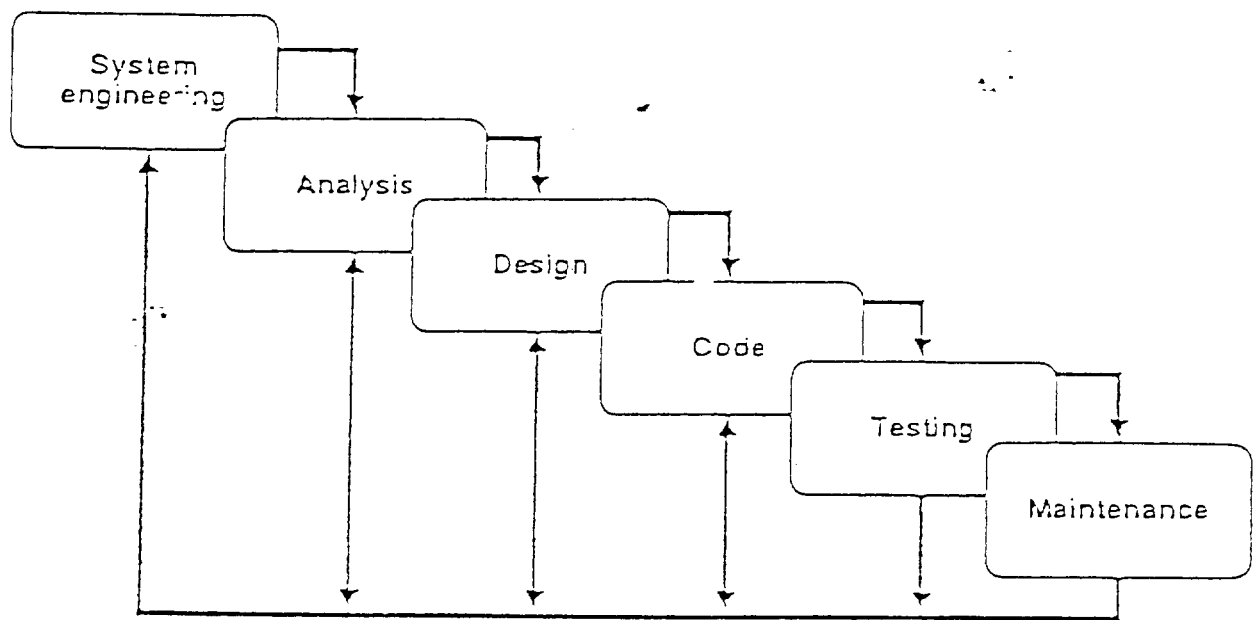 System
engineering
Analysis
Design
Code
Testing
Maintenance